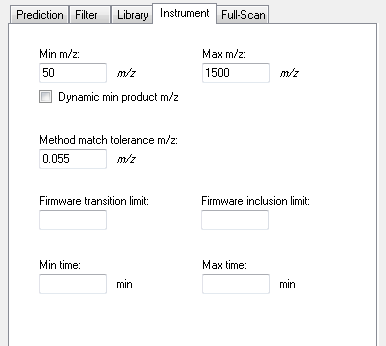 Prediction Filter Library Instrument Full-Scan
Min m/z: Max m/z:
50 m/z 1500 m/z
Dynamic min product m/z
Method match tolerance m/z:
0.055 m/z
Firmware transition limit: Firmware inclusion limit:
Min time: Max time:
min min